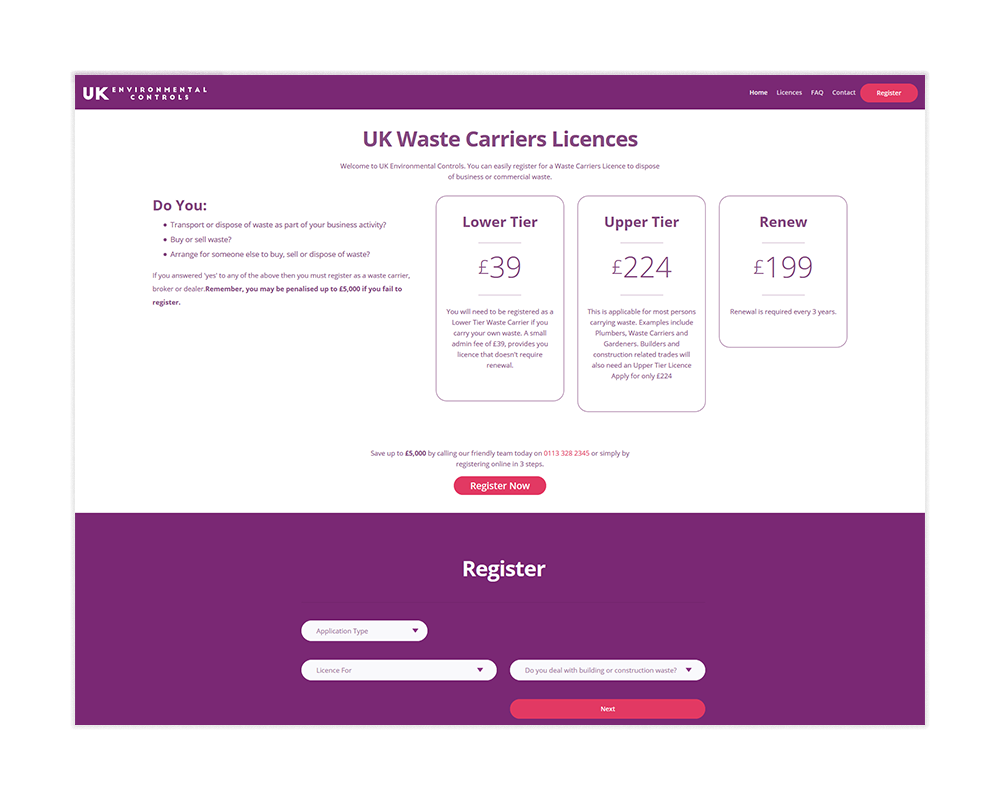 UK ENVIRONMENTAL
CONTROLS
Home Licences FAQ Contact Register
UK Waste Carriers Licences
Welcome to UK Environmental Controls. You can easily register for a Waste Carriers Licence to dispose
of business or commercial waste.
Do You:
Transport or dispose of waste as part of your business activity?
Buy or sell waste?
Arrange for someone else to buy, sell or dispose of waste?
If you answered 'yes' to any of the above then you must register as a waste carrier,
broker or dealer.Remember, you may be penalised up to £5,000 if you fail to
register.
Lower Tier
£39
You will need to be registered as a
Lower Tier Waste Carrier if you
carry your own waste. A small
admin fee of £39, provides you
licence that doesn't require
renewal.
Upper Tier
£224
This is applicable for most persons
carrying waste. Examples include
Plumbers, Waste Carriers and
Gardeners. Builders and
construction related trades will
also need an Upper Tier Licence
Apply for only £224
Renew
£199
Renewal is required every 3 years.
Save up to £5,000 by calling our friendly team today on 0113 328 2345 or simply by
registering online in 3 steps.
Register Now
Register
Application Type
Licence For
Do you deal with building or construction waste?
Next